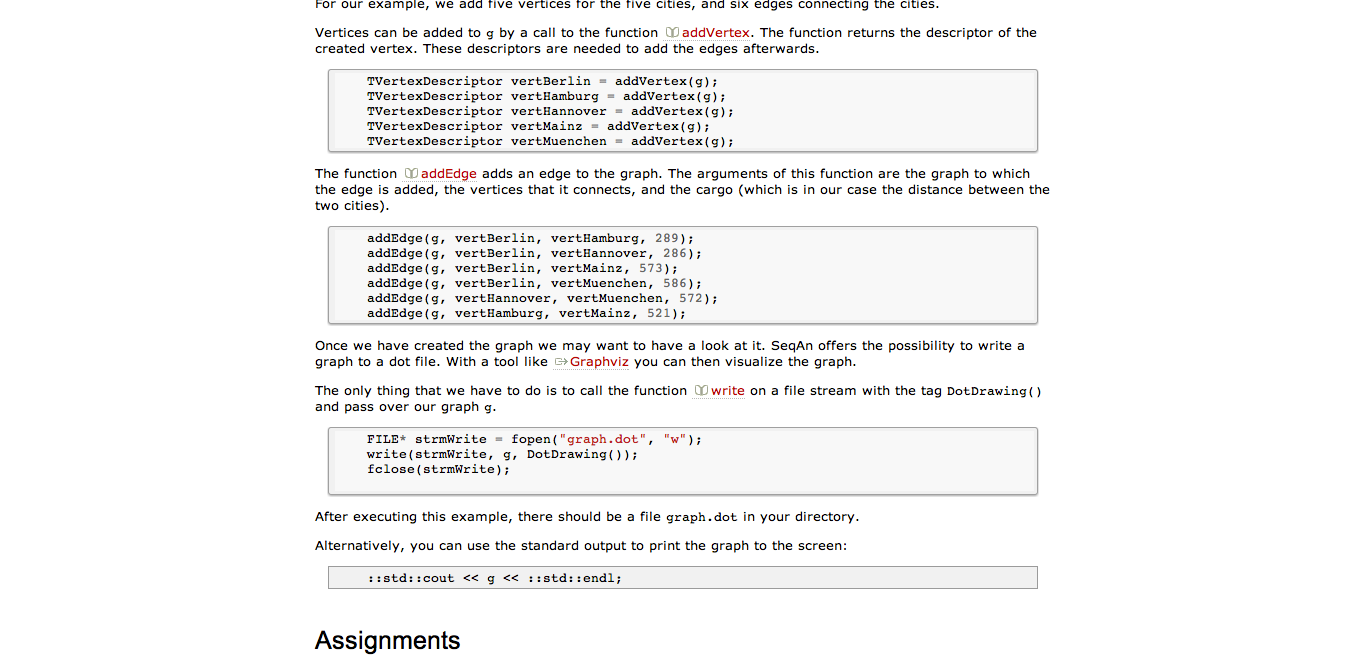 For our example, we add five vertices for the five cities, and six edges connecting the cities.
Vertices can be added to g by a call to the function addVertex. The function returns the descriptor of the
created vertex. These descriptors are needed to add the edges afterwards.
TVertexDescriptor vertBerlin = addVertex(g);
TVertexDescriptor vertHamburg = addVertex(g);
TVertexDescriptor vertHannover = addVertex(g);
TVertexDescriptor vertMainz = addVertex(g);
TVertexDescriptor vertMuenchen = addVertex(g);
The function addEdge adds an edge to the graph. The arguments of this function are the graph to which
the edge is added, the vertices that it connects, and the cargo (which is in our case the distance between the
two cities).
addEdge(g, vertBerlin, vertHamburg, 289);
addEdge(g, vertBerlin, vertHannover, 286);
addEdge(g, vertBerlin, vertMainz, 573);
addEdge(g, vertBerlin, vertMuenchen, 586);
addEdge(g, vertHannover, vertMuenchen, 572);
addEdge(g, vertHamburg, vertMainz, 521);
Once we have created the graph we may want to have a look at it. SeqAn offers the possibility to write a
graph to a dot file. With a tool like Graphviz you can then visualize the graph.
The only thing that we have to do is to call the function write on a file stream with the tag DotDrawing()
and pass over our graph g.
FILE* strmWrite = fopen("graph.dot", "w");
write(strmWrite, g, DotDrawing());
fclose(strmWrite);
After executing this example, there should be a file graph.dot in your directory.
Alternatively, you can use the standard output to print the graph to the screen:
::std::cout << g << ::std::endl;
Assignments